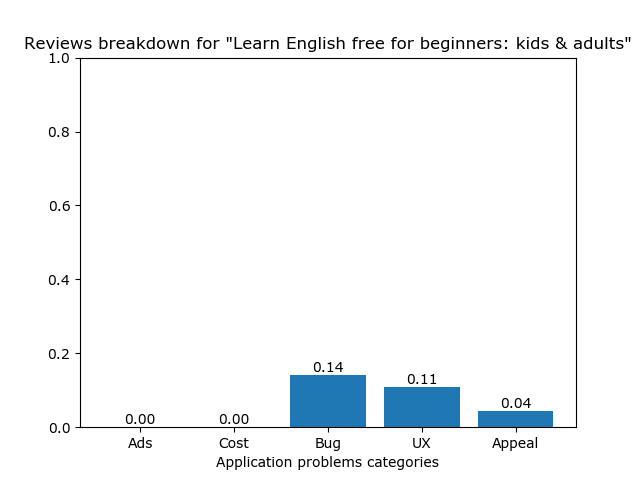 Reviews breakdown for "Learn English free for beginners: kids & adults"
1.0
0.8
0.6
0.4
0.2
0.0
0.00
0.00
0.14
0.11
0.04
Ads
Cost
Bug
UX
Appeal
Application problems categories